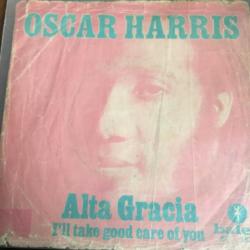 OSCAR HARRIS
Alta Gracia
I'll take good care of you